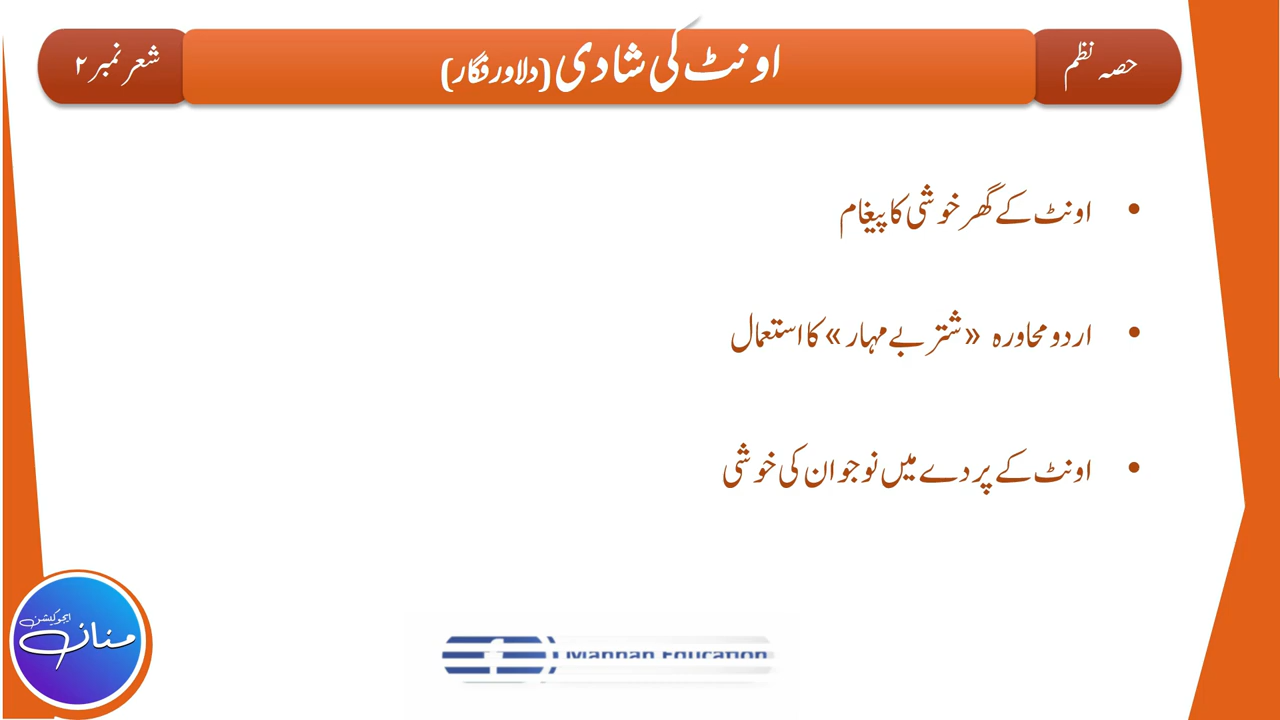 حصہ نظم
اونٹ کی شادی (دلاور فگار)
شعر نمبر ۲
• اونٹ کے گھر خوشی کا پیغام
• اردو محاورہ «شتر بے مہار» کا استعمال
• اونٹ کے پردے میں نوجوان کی خوشی
منان ایجوکیشن
Mannan Education